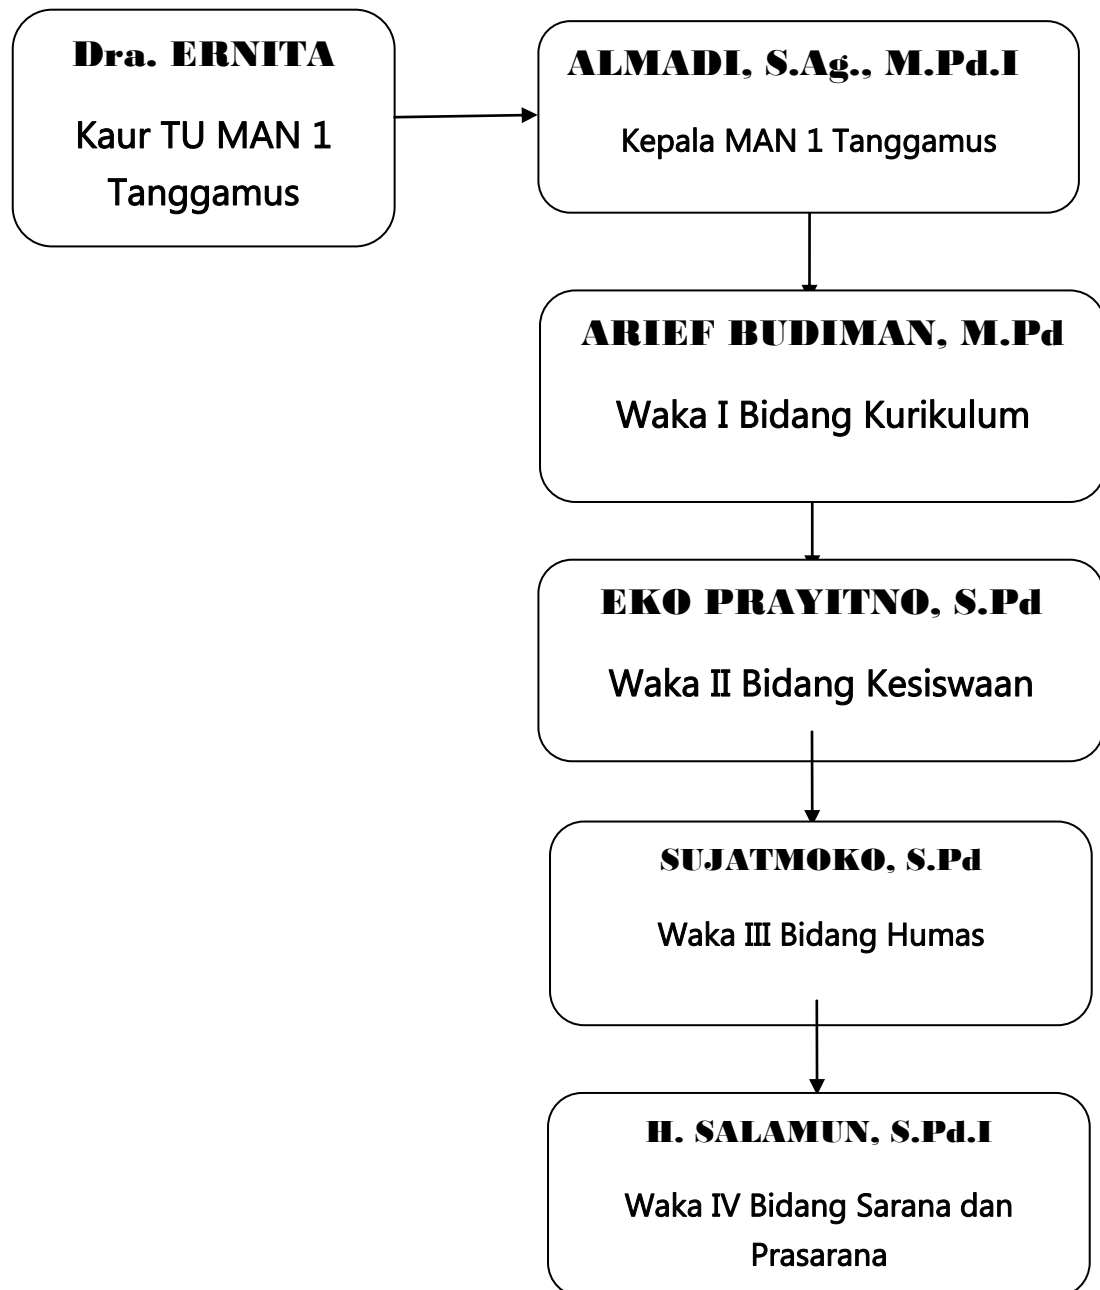 Dra. ERNITA
Kaur TU MAN 1
Tanggamus
ALMADI, S.Ag., M.Pd.I
Kepala MAN 1 Tanggamus
ARIEF BUDIMAN, M.Pd
Waka I Bidang Kurikulum
EKO PRAYITNO, S.Pd
Waka II Bidang Kesiswaan
SUJATMOKO, S.Pd
Waka III Bidang Humas
H. SALAMUN, S.Pd.I
Waka IV Bidang Sarana dan
Prasarana